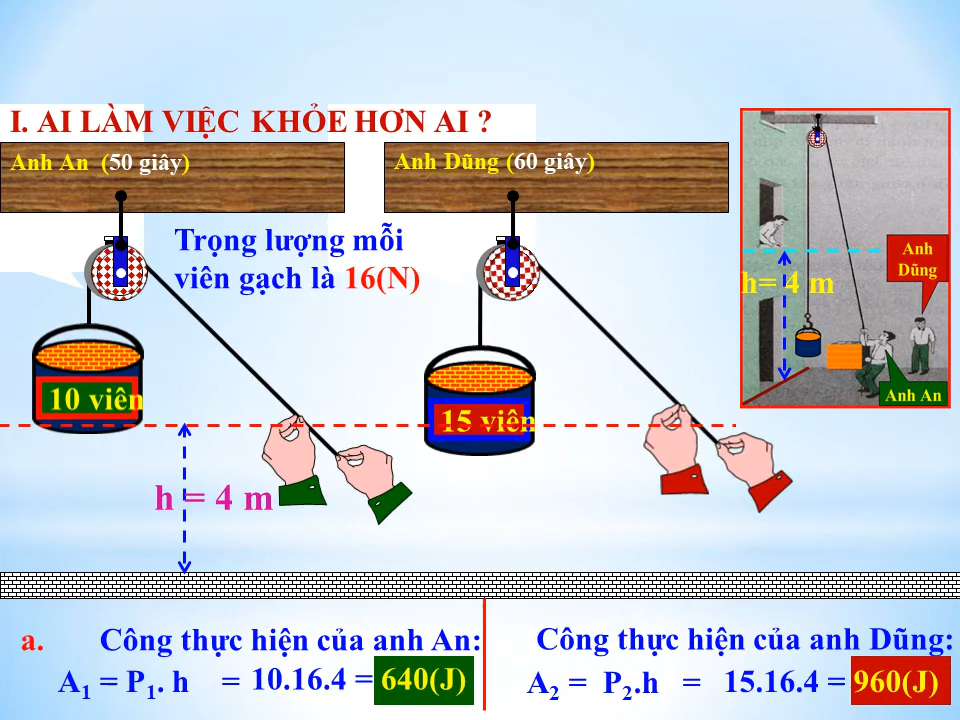 I. AI LÀM VIỆC KHỎE HƠN AI ?
Anh An (50 giây)
Anh Dũng (60 giây)
Trọng lượng mỗi
viên gạch là 16(N)
Anh
Dũng
h= 4 m
Anh An
10 viên
15 viên
h = 4 m
a. Công thực hiện của anh An:
A₁ = P₁. h = 10.16.4 = 640(J)
Công thực hiện của anh Dũng:
A₂ = P₂.h = 15.16.4 = 960(J)